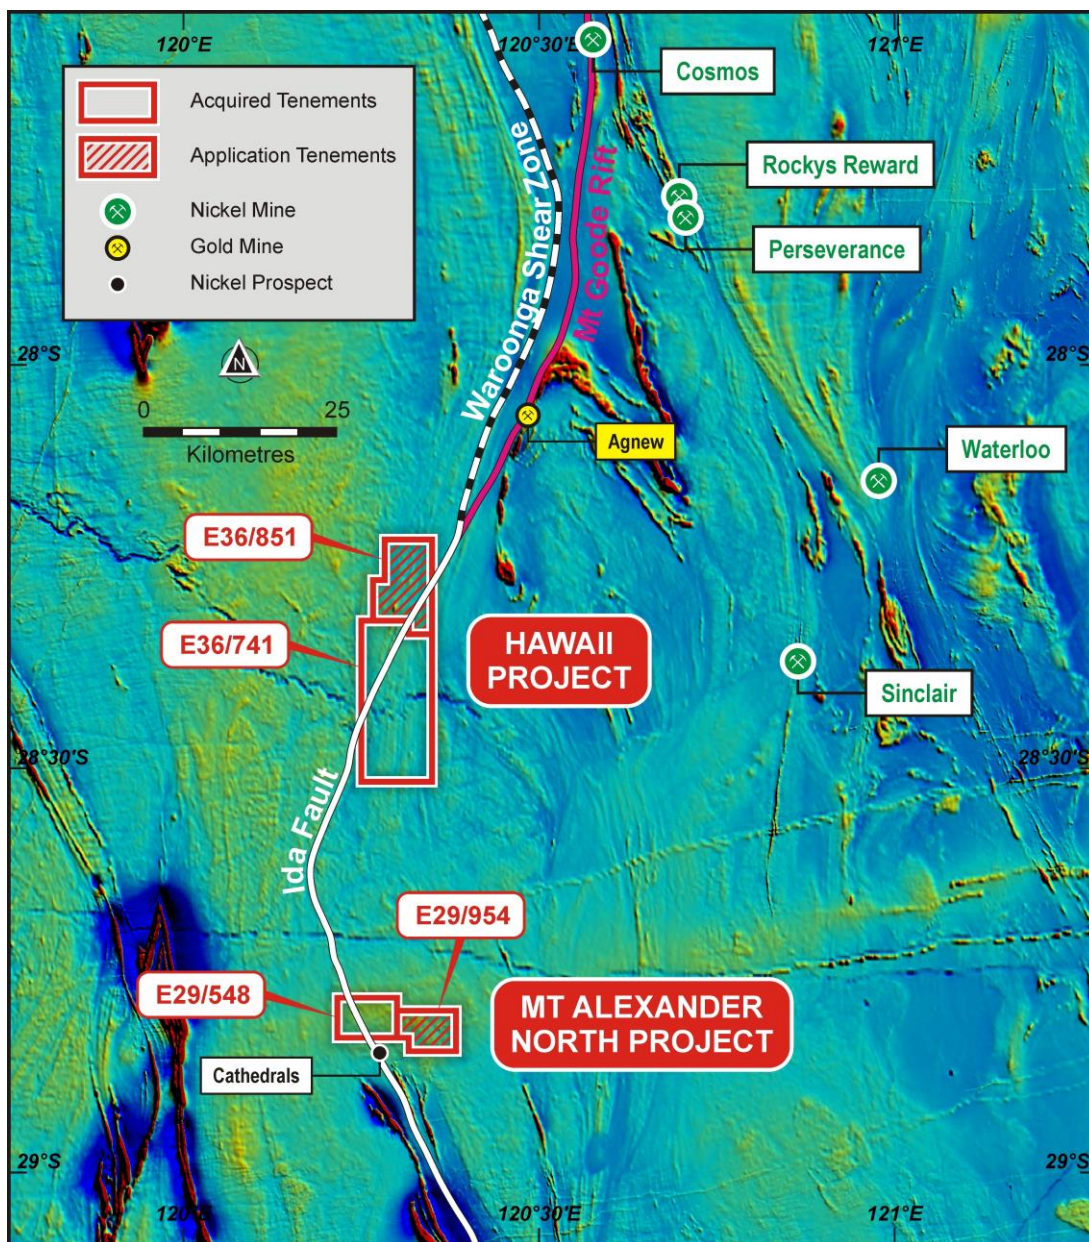 120°E
120°30'E
121°E
Acquired Tenements
Application Tenements
Nickel Mine
Gold Mine
Nickel Prospect
Cosmos
Rockys Reward
Perseverance
Waroonga Shear Zone
Mt Goode Rift
28°S
28°S
N
0
25
Kilometres
Agnew
Waterloo
E36/851
E36/741
HAWAII
PROJECT
Sinclair
28°30'S
28°30'S
Ida Fault
E29/954
E29/548
MT ALEXANDER
NORTH PROJECT
Cathedrals
29°S
29°S
120°E
120°30'E
121°E